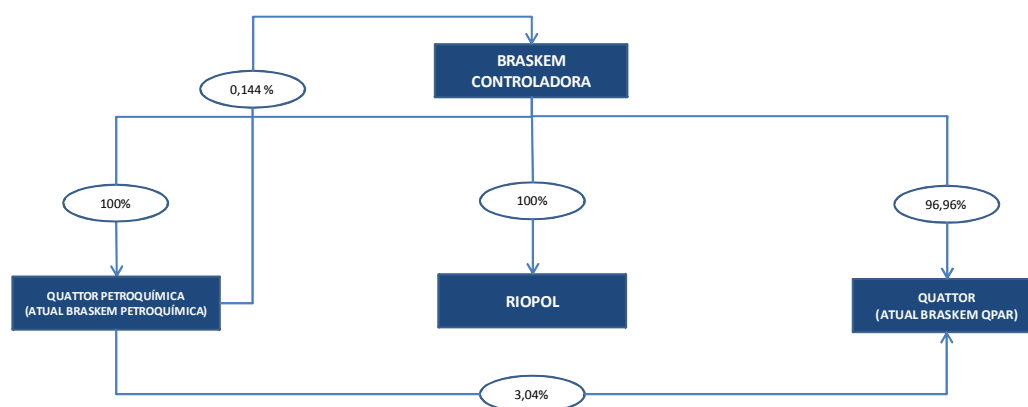 BRASKEM
CONTROLADORA
0,144 %
100%
100%
96,96%
QUATTOR PETROQUÍMICA
(ATUAL BRASKEM PETROQUÍMICA)
RIOPOL
QUATTOR
(ATUAL BRASKEM QPAR)
3,04%